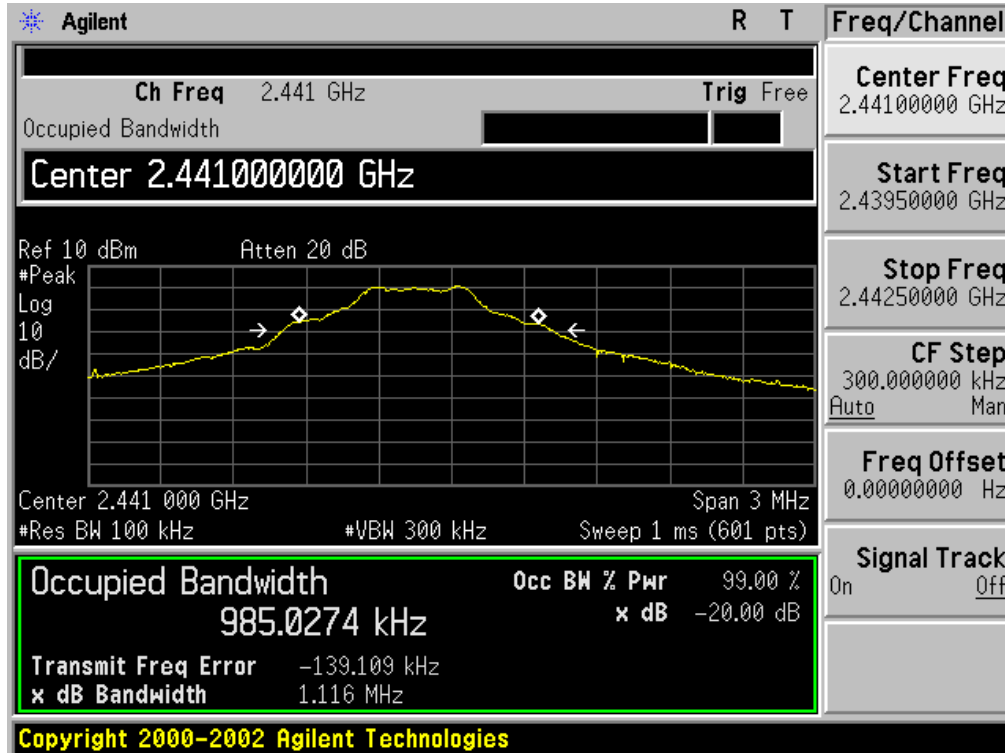 Agilent R T Freq/Channel
Ch Freq 2.441 GHz Trig Free
Occupied Bandwidth
Center 2.441000000 GHz
Ref 10 dBm Atten 20 dB
#Peak
Log
10
dB/
Center 2.441 000 GHz Span 3 MHz
#Res BW 100 kHz #VBW 300 kHz Sweep 1 ms (601 pts)
Occupied Bandwidth
985.0274 kHz
Occ BW % Pwr 99.00 %
x dB -20.00 dB
Transmit Freq Error -139.109 kHz
x dB Bandwidth 1.116 MHz
Center Freq
2.44100000 GHz
Start Freq
2.43950000 GHz
Stop Freq
2.44250000 GHz
CF Step
300.000000 kHz
Auto Man
Freq Offset
0.00000000 Hz
Signal Track
On Off
Copyright 2000-2002 Agilent Technologies